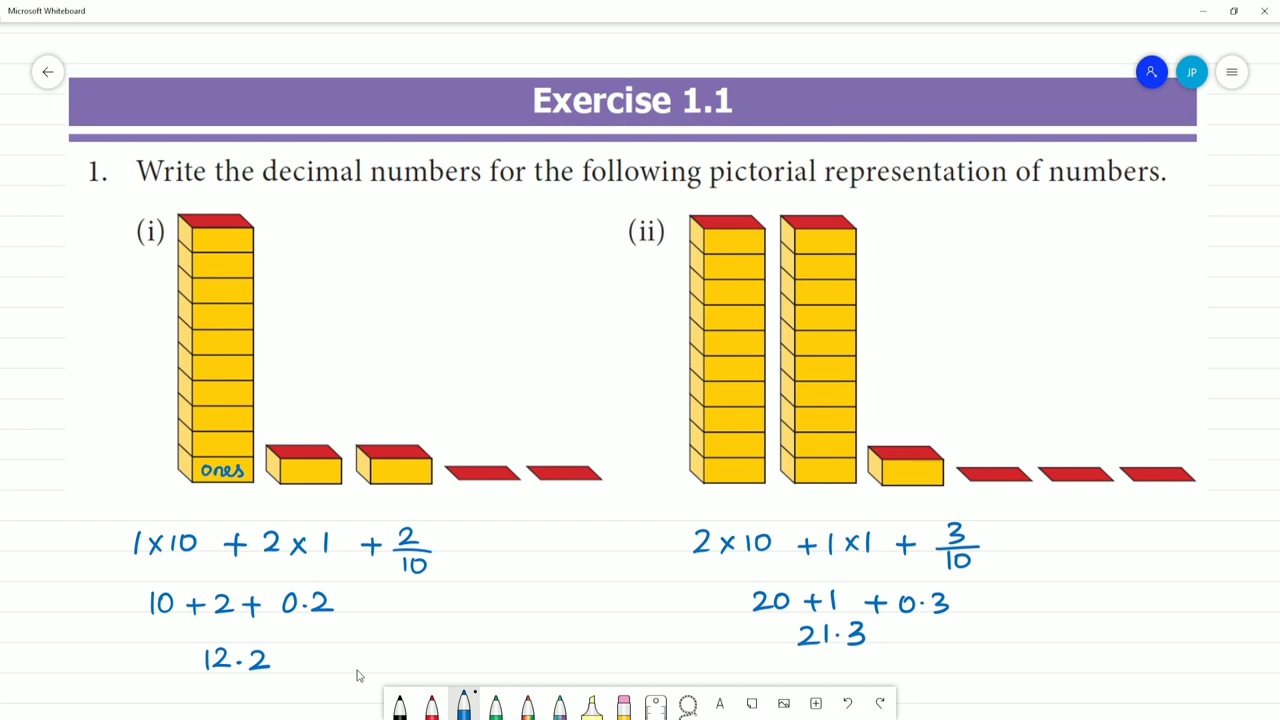 Microsoft Whiteboard
JP
Exercise 1.1
1. Write the decimal numbers for the following pictorial representation of numbers.
(i)
(ii)
ones
1×10 + 2×1 + 2/10
10+2+ 0.2
12.2
2×10 +1×1 + 3/10
20 +1 +0.3
21.3
A